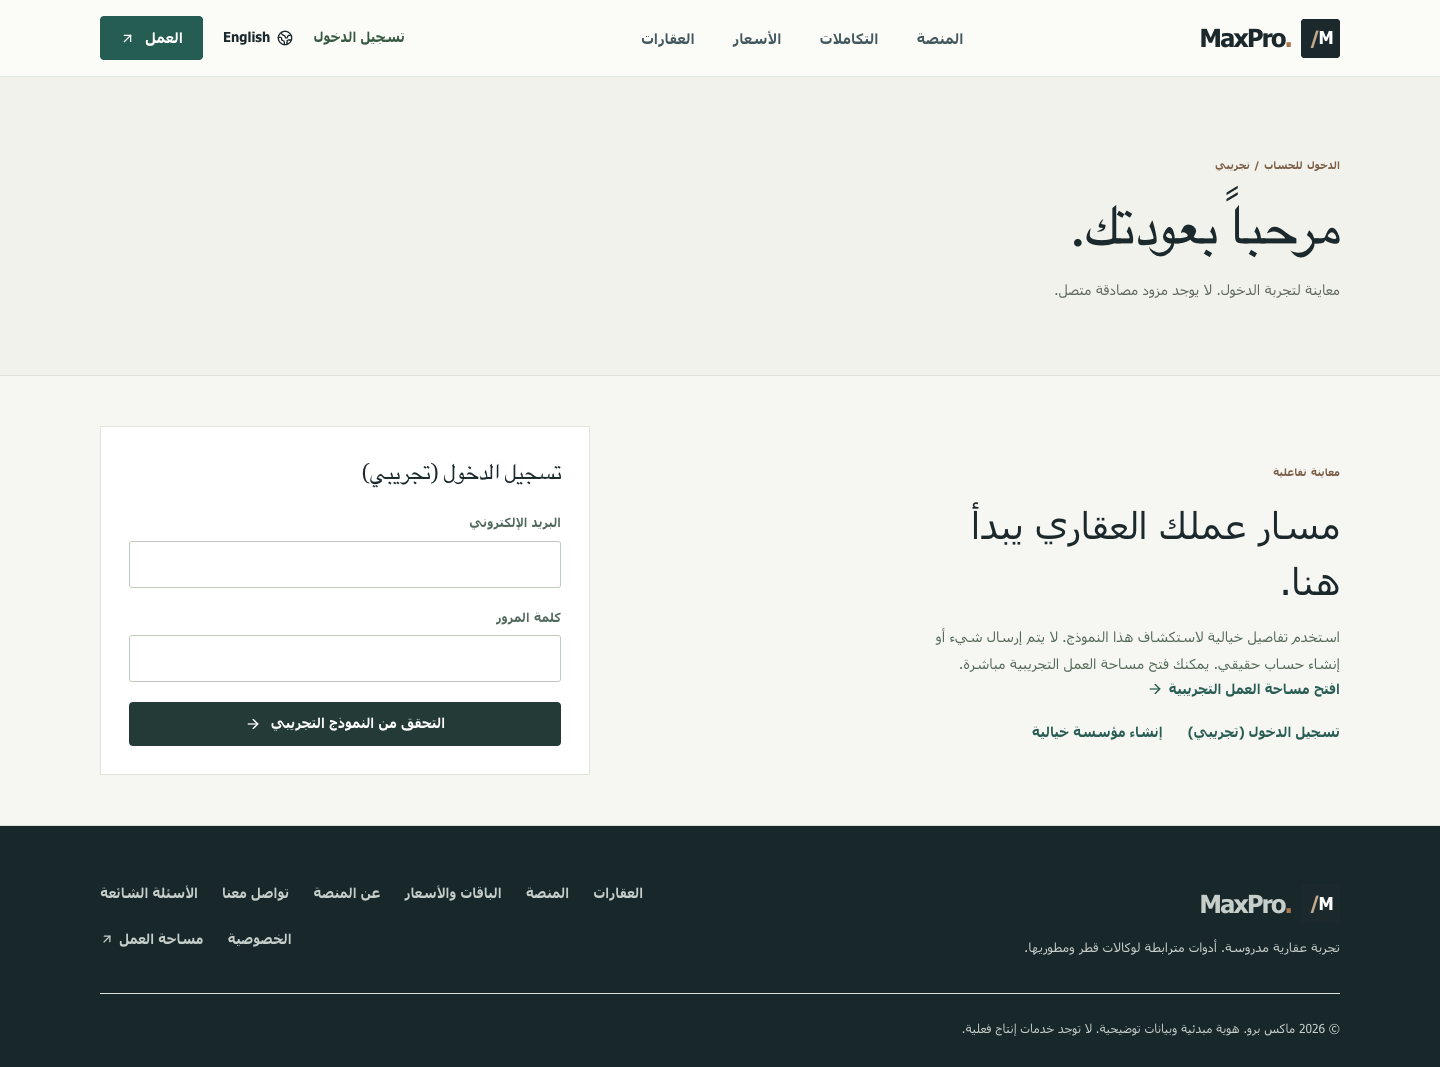 M/ MaxPro.
المنصة
التكاملات
الأسعار
العقارات
تسجيل الدخول
English
العمل
الدخول للحساب / تجريبي
مرحباً بعودتك.
معاينة لتجربة الدخول. لا يوجد مزود مصادقة متصل.
معاينة تفاعلية
مسار عملك العقاري يبدأ
هنا.
استخدم تفاصيل خيالية لاستكشاف هذا النموذج. لا يتم إرسال شيء أو
إنشاء حساب حقيقي. يمكنك فتح مساحة العمل التجريبية مباشرة.
افتح مساحة العمل التجريبية
تسجيل الدخول (تجريبي)
إنشاء مؤسسة خيالية
تسجيل الدخول (تجريبي)
البريد الإلكتروني
كلمة المرور
التحقق من النموذج التجريبي
M/ MaxPro.
تجربة عقارية مدروسة. أدوات مترابطة لوكالات قطر ومطوريها.
العقارات
المنصة
الباقات والأسعار
عن المنصة
تواصل معنا
الأسئلة الشائعة
الخصوصية
مساحة العمل
© 2026 ماكس برو. هوية مبدئية وبيانات توضيحية. لا توجد خدمات إنتاج فعلية.